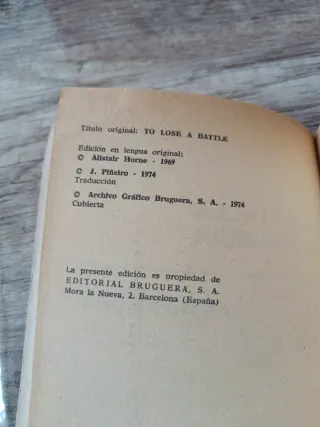 Título original: TO LOSE A BATTLE
Edición en lengua original:
© Alistair Horne - 1969
© J. Piñeiro - 1974
Traducción
© Archivo Gráfico Bruguera, S. A. - 1974
Cubierta
La presente edición es propiedad de
EDITORIAL BRUGUERA, S. A.
Mora la Nueva, 2. Barcelona (España)